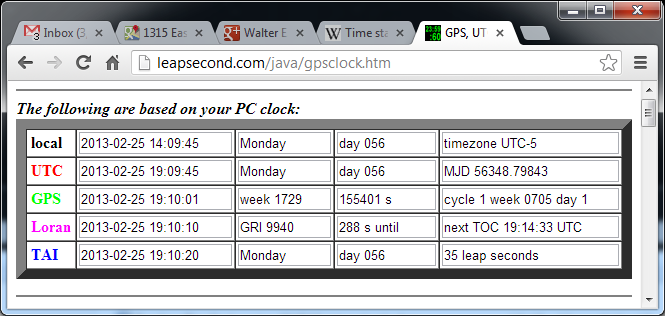 Inbox (3
1315 Eas
Walter E
Time sta
GPS, UT
leapsecond.com/java/gpsclock.htm
The following are based on your PC clock:
local 2013-02-25 14:09:45 Monday day 056 timezone UTC-5
UTC 2013-02-25 19:09:45 Monday day 056 MJD 56348.79843
GPS 2013-02-25 19:10:01 week 1729 155401 s cycle 1 week 0705 day 1
Loran 2013-02-25 19:10:10 GRI 9940 288 s until next TOC 19:14:33 UTC
TAI 2013-02-25 19:10:20 Monday day 056 35 leap seconds